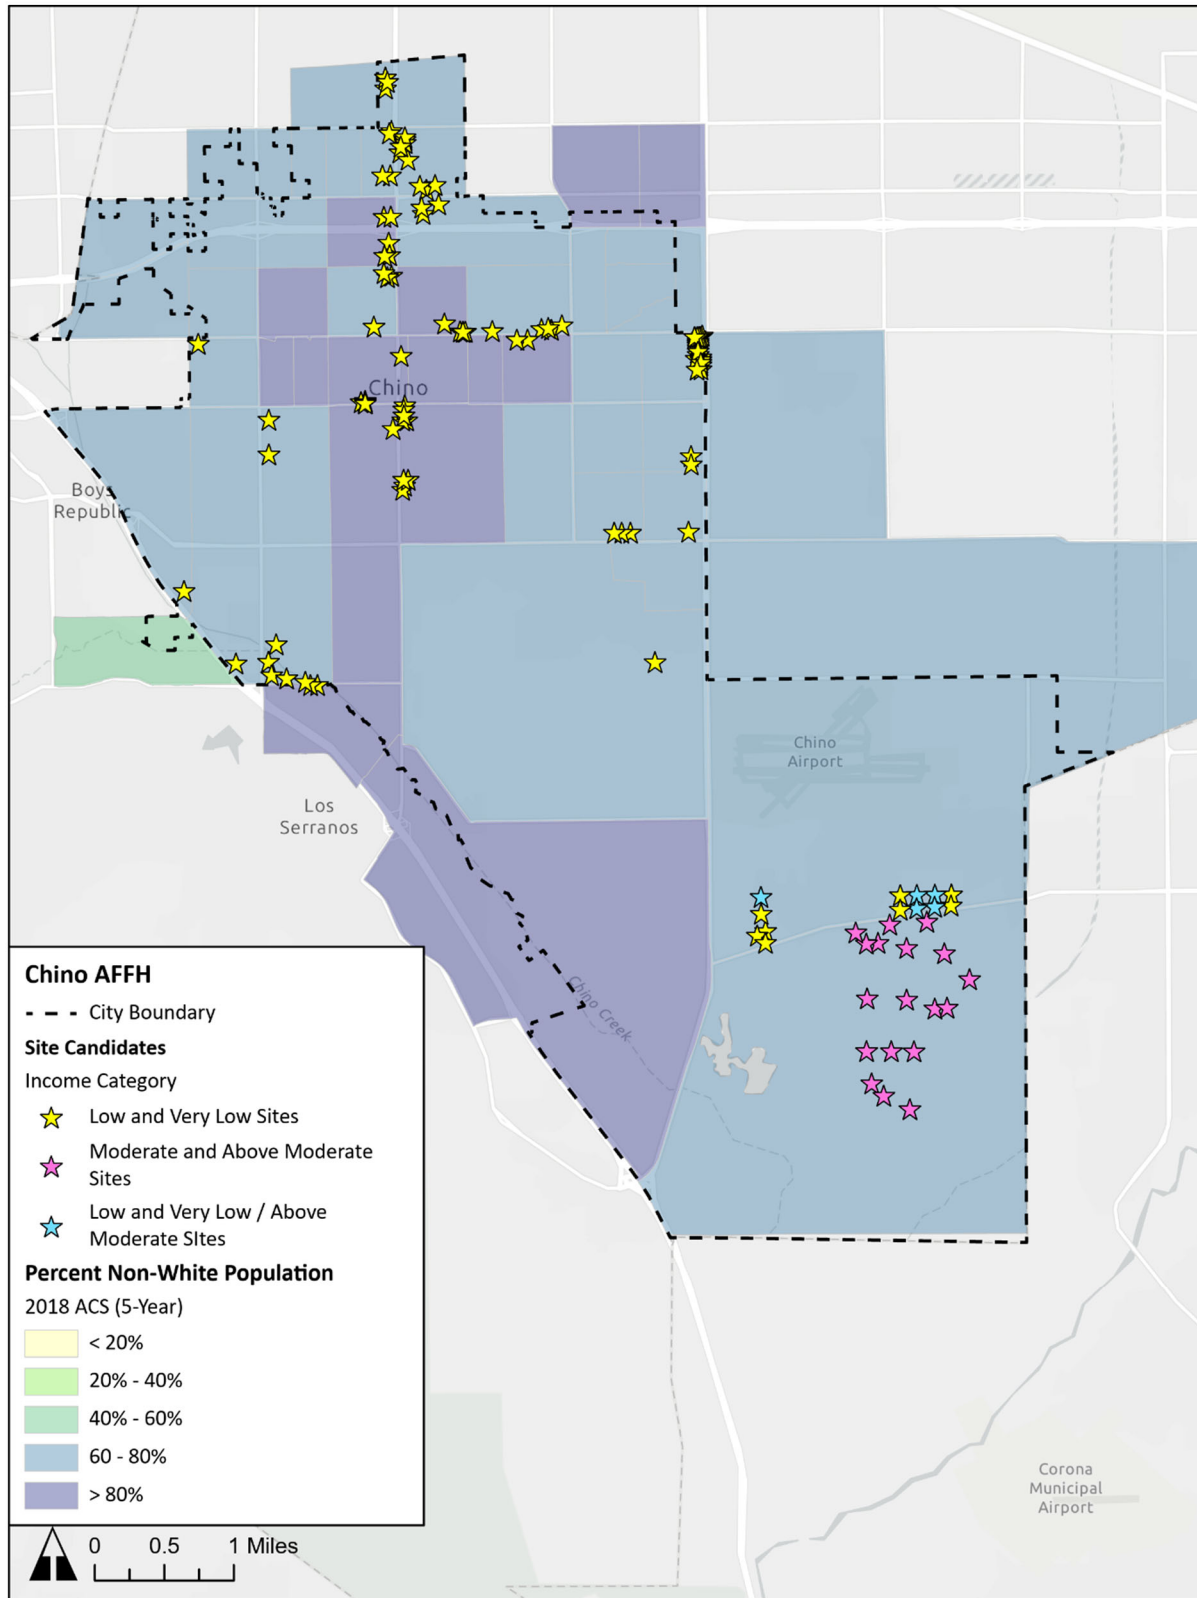 Chino
Boys
Republic
Chino
Airport
Los
Serranos
Chino Creek
Chino AFFH
City Boundary
Site Candidates
Income Category
Low and Very Low Sites
Moderate and Above Moderate
Sites
Low and Very Low / Above
Moderate SItes
Percent Non-White Population
2018 ACS (5-Year)
< 20%
20% - 40%
40% - 60%
60 - 80%
> 80%
0 0.5 1 Miles
Corona
Municipal
Airport